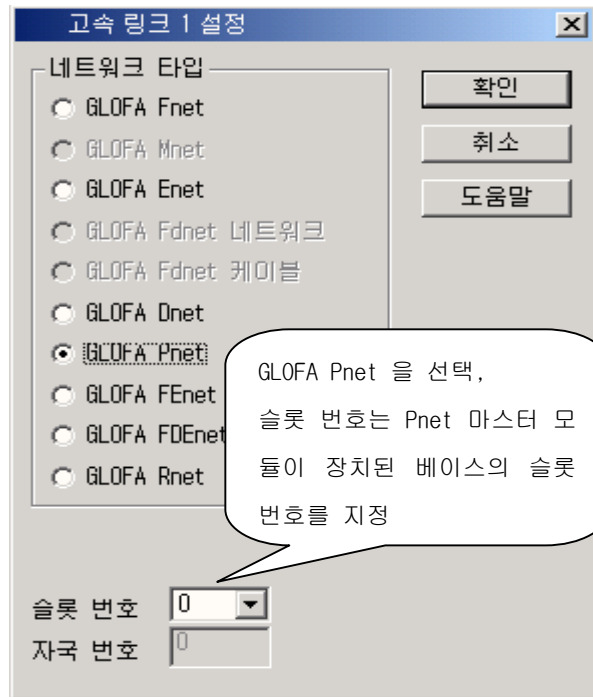 고속 링크 1 설정
네트워크 타입
GLOFA Fnet
GLOFA Mnet
GLOFA Enet
GLOFA Fdnet 네트워크
GLOFA Fdnet 케이블
GLOFA Dnet
GLOFA Pnet
GLOFA FEnet
GLOFA FDEnet
GLOFA Rnet
확인
취소
도움말
GLOFA Pnet 을 선택,
슬롯 번호는 Pnet 마스터 모
듈이 장치된 베이스의 슬롯
번호를 지정
슬롯 번호 0
자국 번호 0